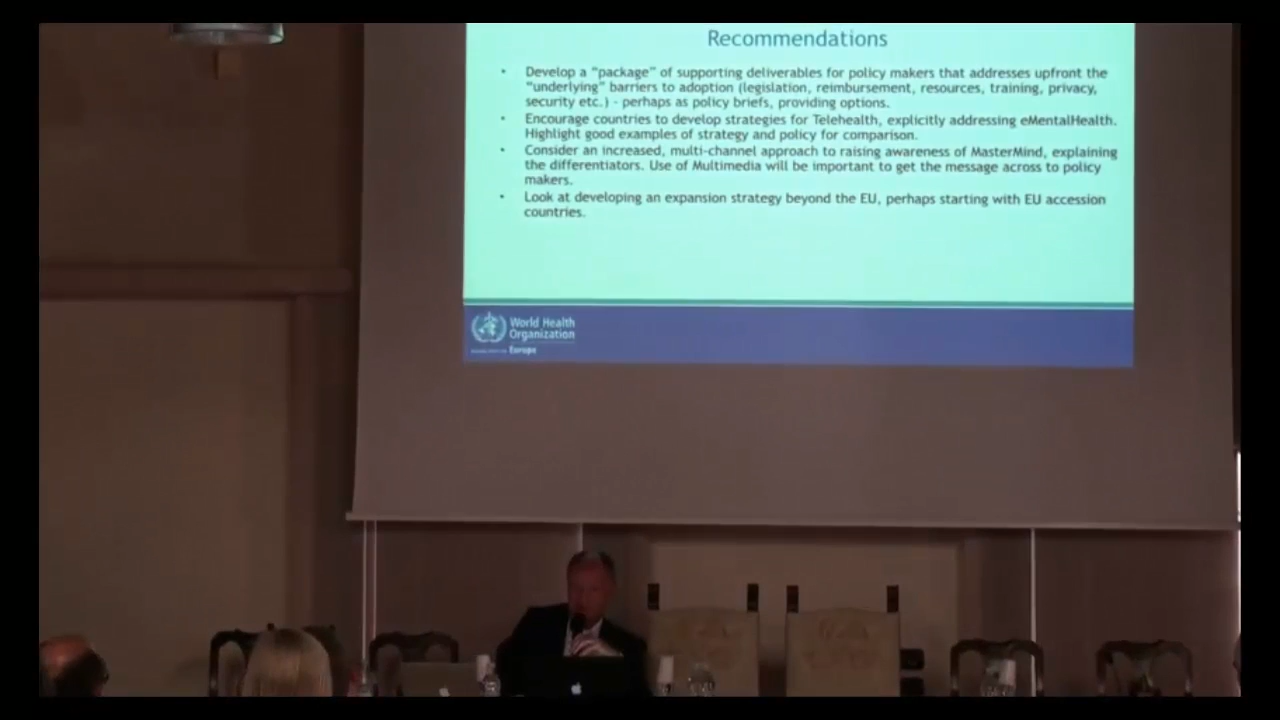 Recommendations
• Develop a “package” of supporting deliverables for policy makers that addresses upfront the
“underlying” barriers to adoption (legislation, reimbursement, resources, training, privacy,
security etc.) - perhaps as policy briefs, providing options.
• Encourage countries to develop strategies for Telehealth, explicitly addressing eMentalHealth.
Highlight good examples of strategy and policy for comparison.
• Consider an increased, multi-channel approach to raising awareness of MasterMind, explaining
the differentiators. Use of Multimedia will be important to get the message across to policy
makers.
• Look at developing an expansion strategy beyond the EU, perhaps starting with EU accession
countries.
World Health
Organization
Europe